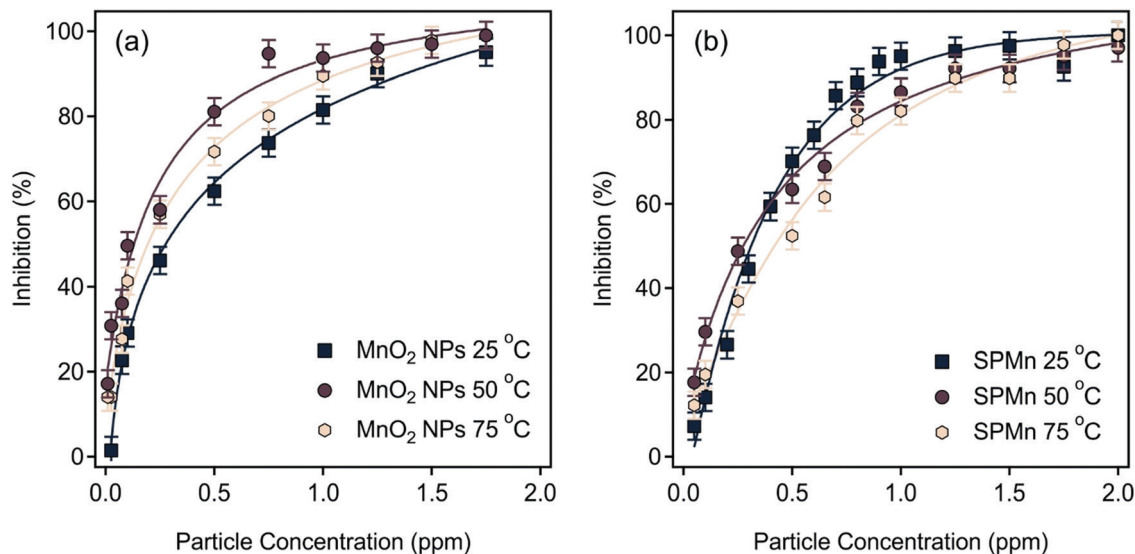 (a)
100
80
60
40
20
0
Inhibition (%)
MnO₂ NPs 25 °C
MnO₂ NPs 50 °C
MnO₂ NPs 75 °C
0.0 0.5 1.0 1.5 2.0
Particle Concentration (ppm)
(b)
100
80
60
40
20
0
Inhibition (%)
SPMn 25 °C
SPMn 50 °C
SPMn 75 °C
0.0 0.5 1.0 1.5 2.0
Particle Concentration (ppm)